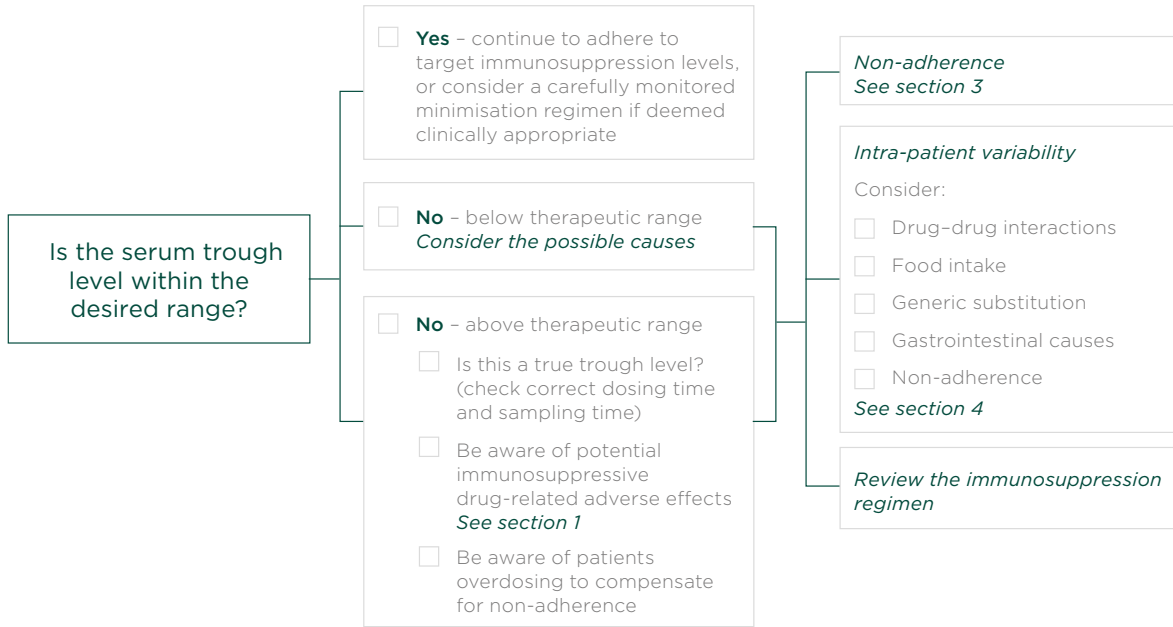 Is the serum trough
level within the
desired range?
Yes – continue to adhere to
target immunosuppression levels,
or consider a carefully monitored
minimisation regimen if deemed
clinically appropriate
No – below therapeutic range
Consider the possible causes
No – above therapeutic range
Is this a true trough level?
(check correct dosing time
and sampling time)
Be aware of potential
immunosuppressive
drug-related adverse effects
See section 1
Be aware of patients
overdosing to compensate
for non-adherence
Non-adherence
See section 3
Intra-patient variability
Consider:
Drug–drug interactions
Food intake
Generic substitution
Gastrointestinal causes
Non-adherence
See section 4
Review the immunosuppression
regimen